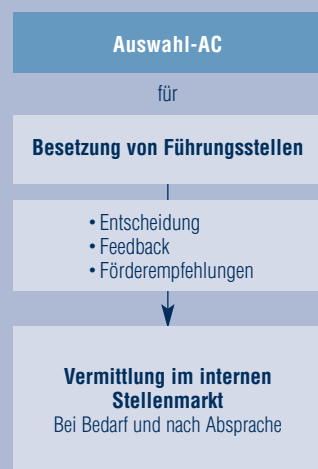 Auswahl-AC
für
Besetzung von Führungsstellen
• Entscheidung
• Feedback
• Förderempfehlungen
Vermittlung im internen
Stellenmarkt
Bei Bedarf und nach Absprache